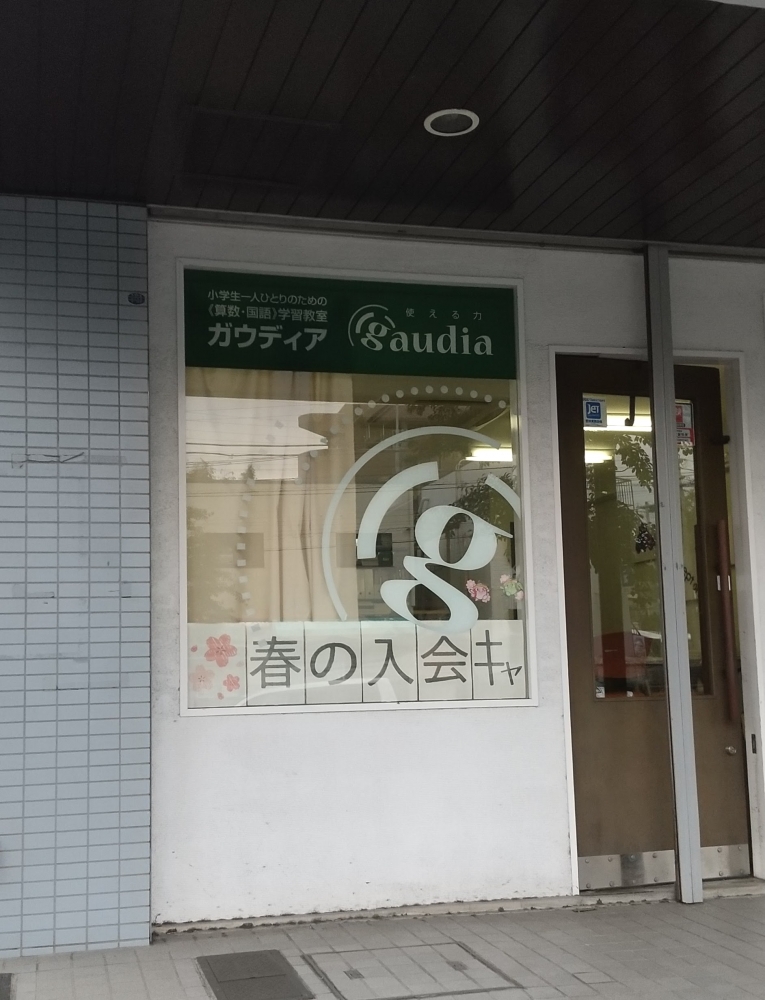 小学生一人ひとりのための
《算数・国語》学習教室
ガウディア
使える力
gaudia
g
春の入会キャ
JET